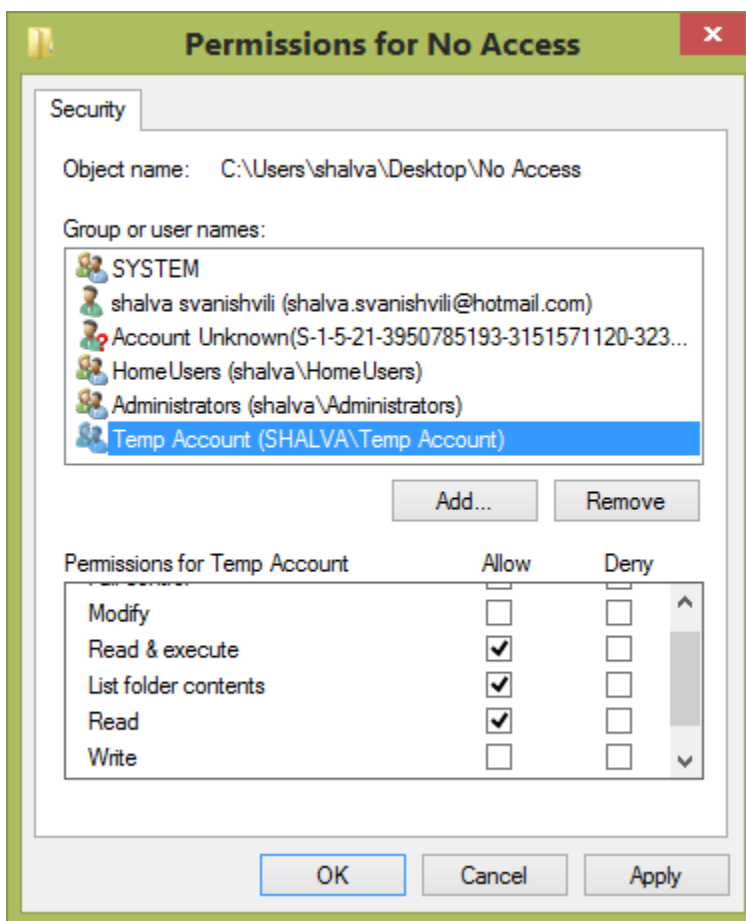 Permissions for No Access
x
Security
Object name: C:\Users\shalva\Desktop\No Access
Group or user names:
SYSTEM
shalva svanishvili (shalva.svanishvili@hotmail.com)
Account Unknown(S-1-5-21-3950785193-3151571120-323...
HomeUsers (shalva\HomeUsers)
Administrators (shalva\Administrators)
Temp Account (SHALVA\Temp Account)
Add... Remove
Permissions for Temp Account Allow Deny
Modify
Read & execute
List folder contents
Read
Write
OK Cancel Apply